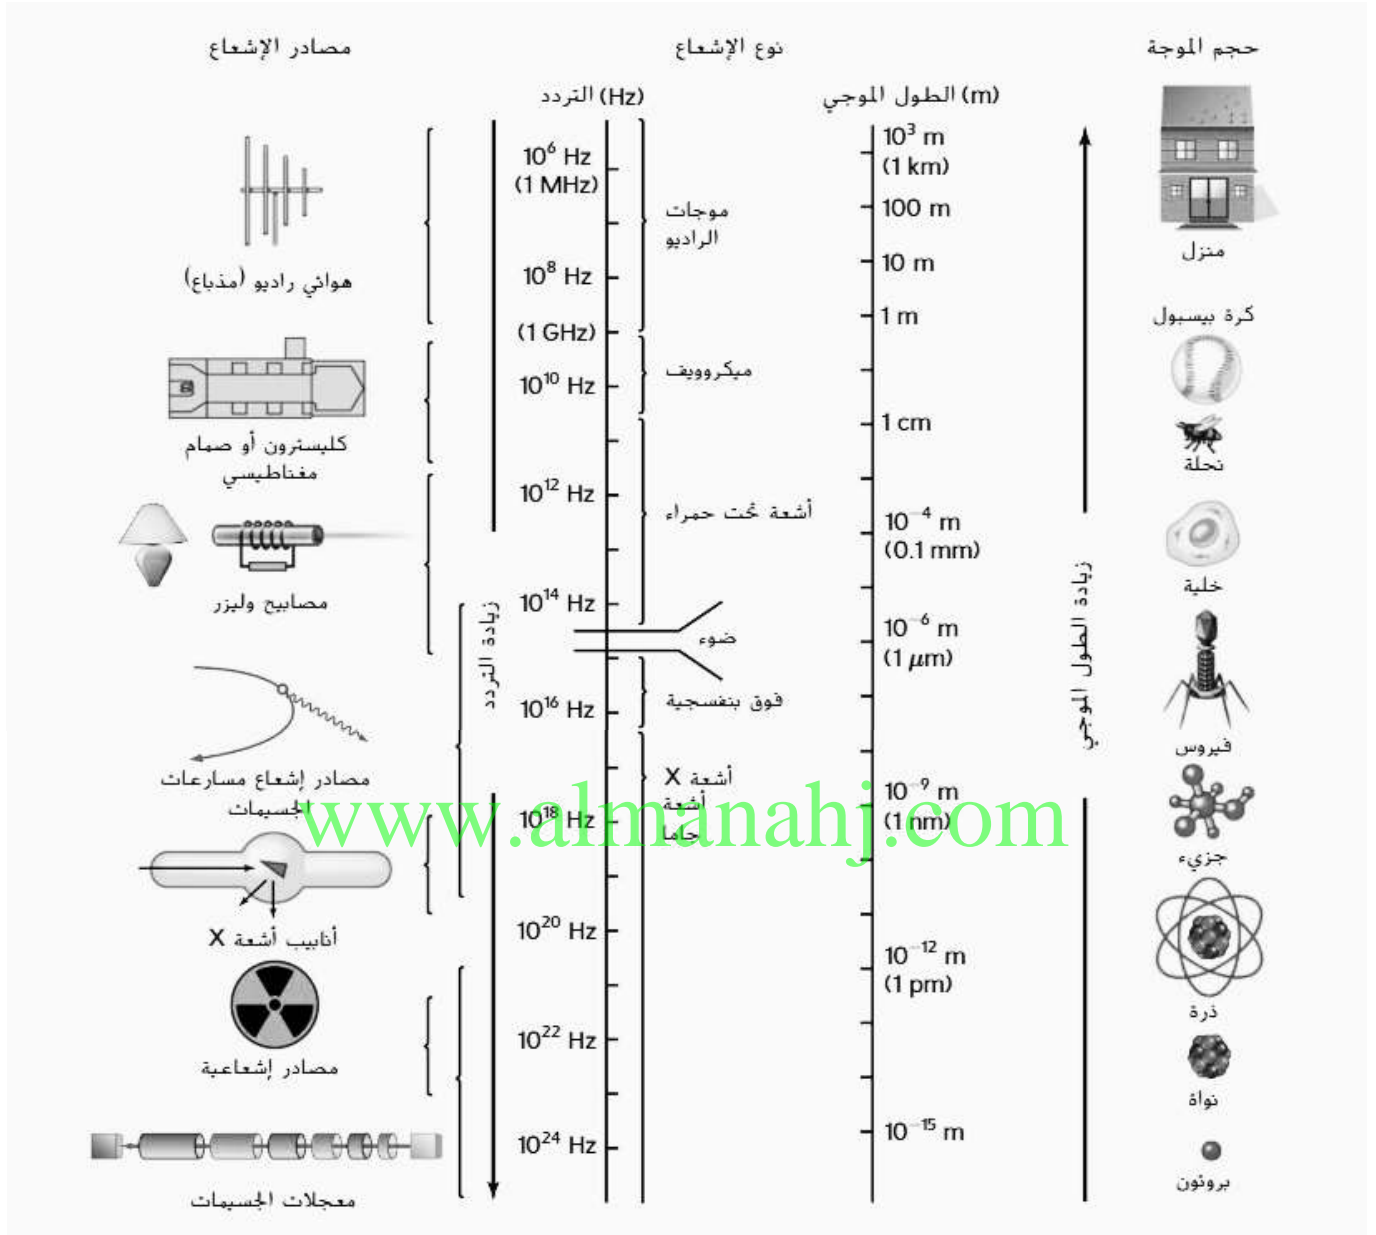 حجم الموجة
نوع الإشعاع
مصادر الإشعاع
الطول الموجي (m)
التردد (Hz)
10³ m
(1 km)
100 m
10 m
1 m
1 cm
10⁻⁴ m
(0.1 mm)
10⁻⁶ m
(1 μm)
10⁻⁹ m
(1 nm)
10⁻¹² m
(1 pm)
10⁻¹⁵ m
منزل
كرة بيسبول
نحلة
خلية
فيروس
جزيء
ذرة
نواة
بروتون
زيادة الطول الموجي
موجات
الراديو
ميكروويف
أشعة تحت حمراء
ضوء
فوق بنفسجية
أشعة X
أشعة
جاما
10⁶ Hz
(1 MHz)
10⁸ Hz
(1 GHz)
10¹⁰ Hz
10¹² Hz
10¹⁴ Hz
10¹⁶ Hz
10¹⁸ Hz
10²⁰ Hz
10²² Hz
10²⁴ Hz
زيادة التردد
هوائي راديو (مذياع)
كليسترون أو صمام
مغناطيسي
مصابيح وليزر
مصادر إشعاع مسارعات
الجسيمات
أنابيب أشعة X
مصادر إشعاعية
معجلات الجسيمات
www.almanahj.com